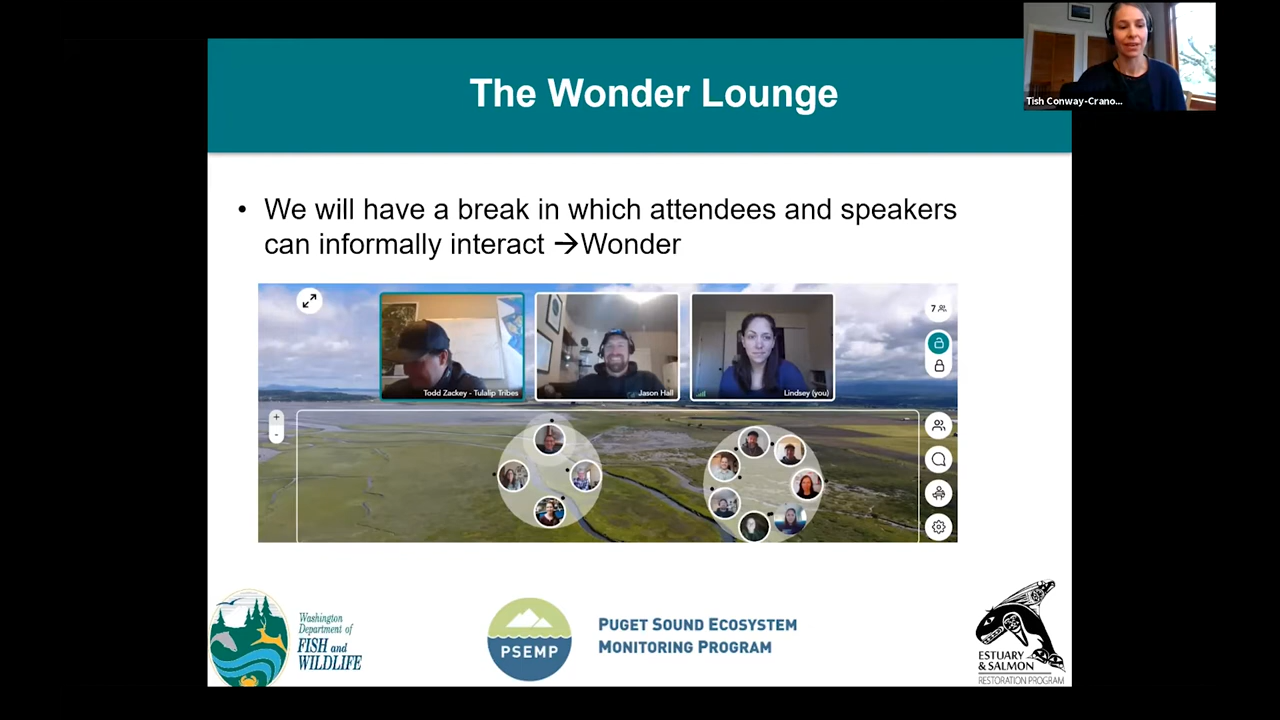 The Wonder Lounge
Tish Conway-Crano...
• We will have a break in which attendees and speakers
can informally interact →Wonder
7
Todd Zackey - Tulalip Tribes
Jason Hall
Lindsey (you)
+
-
Washington
Department of
FISH and
WILDLIFE
PSEMP
PUGET SOUND ECOSYSTEM
MONITORING PROGRAM
ESTUARY
& SALMON
RESTORATION PROGRAM